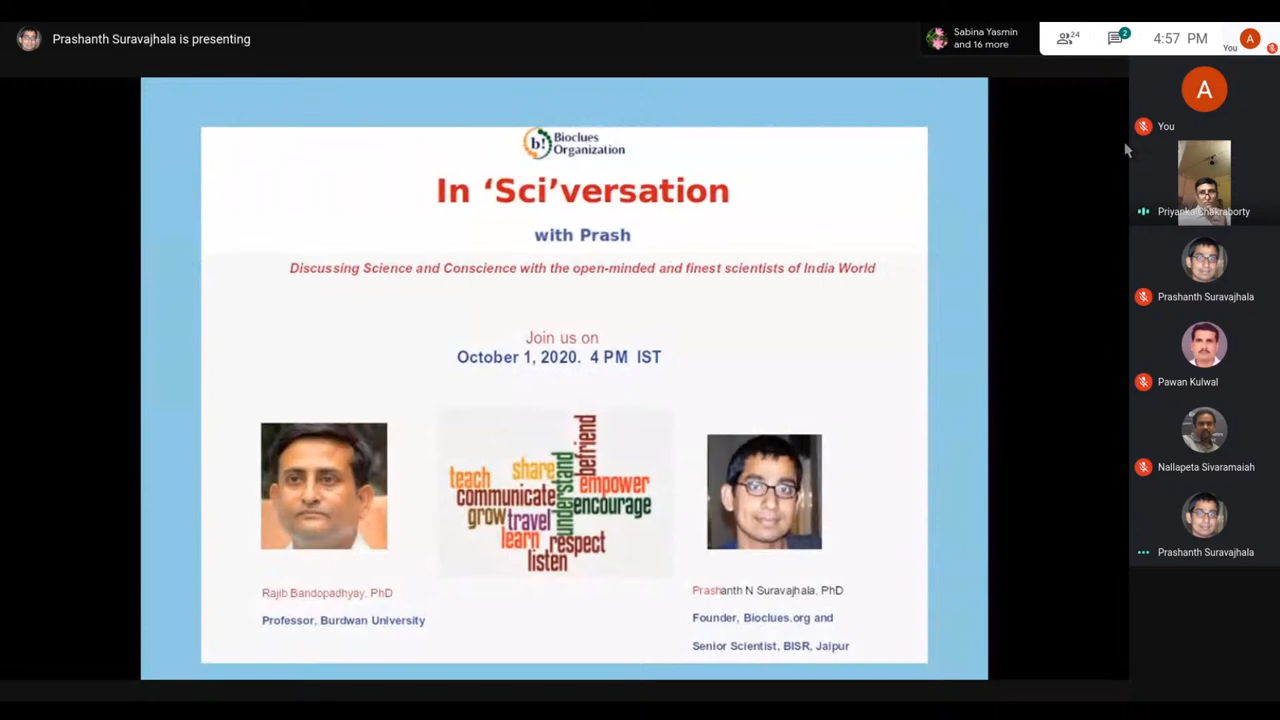 Prashanth Suravajhala is presenting
Sabina Yasmin
and 16 more
24
2
4:57 PM
You
A
A
You
Priyanka Chakraborty
Prashanth Suravajhala
Pawan Kulwal
Nallapeta Sivaramaiah
Prashanth Suravajhala
b!
Bioclues
Organization
In ‘Sci’versation
with Prash
Discussing Science and Conscience with the open-minded and finest scientists of India World
Join us on
October 1, 2020. 4 PM IST
teach
share
understand
befriend
communicate
empower
encourage
grow
travel
learn
respect
listen
Rajib Bandopadhyay, PhD
Professor, Burdwan University
Prashanth N Suravajhala, PhD
Founder, Bioclues.org and
Senior Scientist, BISR, Jaipur